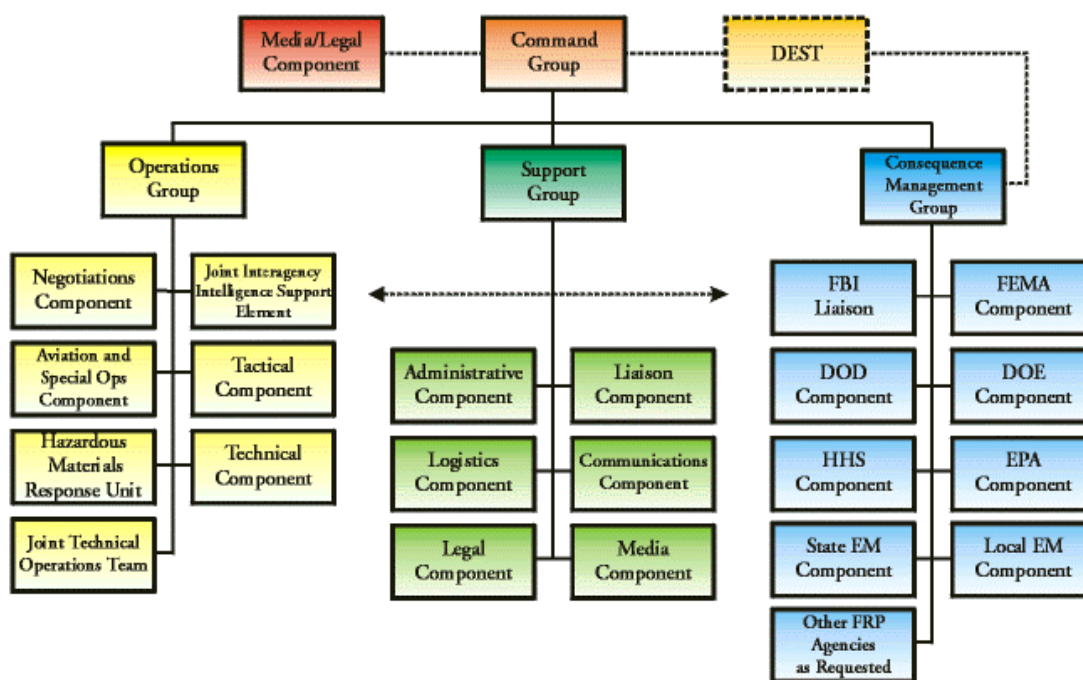 Media/Legal
Component
Command
Group
DEST
Operations
Group
Support
Group
Consequence
Management
Group
Negotiations
Component
Joint Interagency
Intelligence Support
Element
FBI
Liaison
FEMA
Component
Aviation and
Special Ops
Component
Tactical
Component
Administrative
Component
Liaison
Component
DOD
Component
DOE
Component
Hazardous
Materials
Response Unit
Technical
Component
Logistics
Component
Communications
Component
HHS
Component
EPA
Component
Joint Technical
Operations Team
Legal
Component
Media
Component
State EM
Component
Local EM
Component
Other FRP
Agencies
as Requested